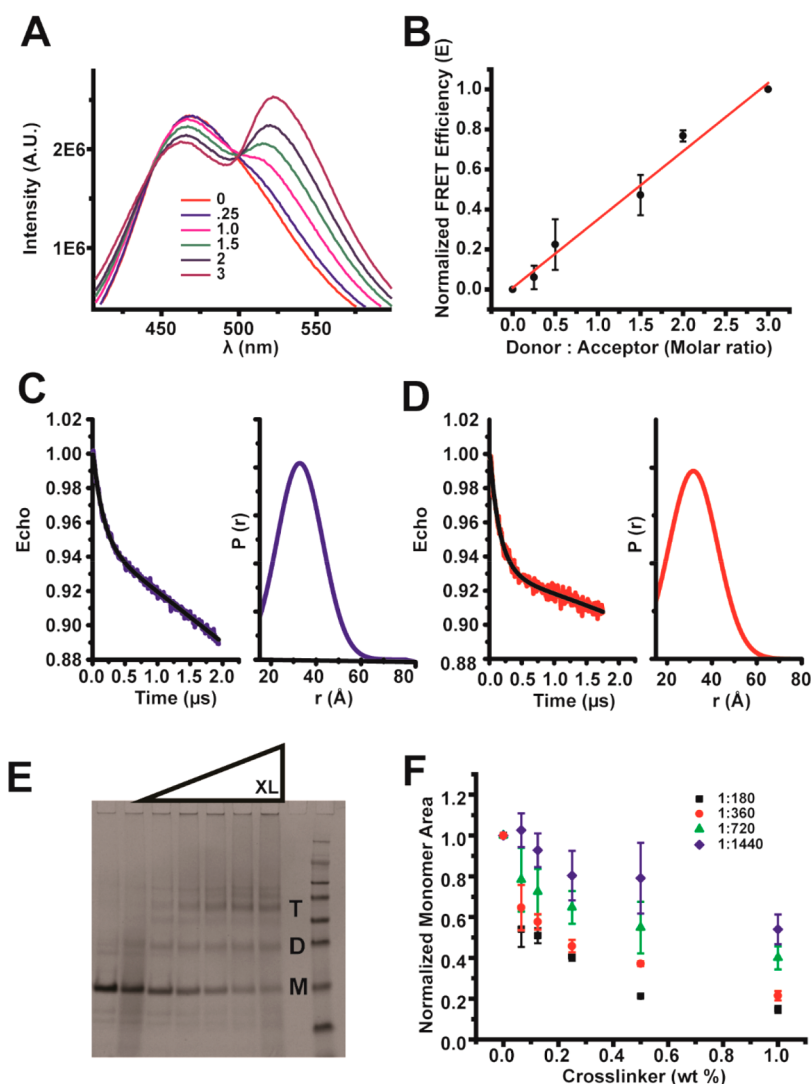 A
Intensity (A.U.)
2E6
1E6
0
.25
1.0
1.5
2
3
450 500 550
λ (nm)
B
Normalized FRET Efficiency (E)
1.0
0.8
0.6
0.4
0.2
0.0
0.0 0.5 1.0 1.5 2.0 2.5 3.0
Donor : Acceptor (Molar ratio)
C
Echo
1.02
1.00
0.98
0.96
0.94
0.92
0.90
0.88
0.0 0.5 1.0 1.5 2.0
Time (µs)
P (r)
20 40 60 80
r (Å)
D
Echo
1.02
1.00
0.98
0.96
0.94
0.92
0.90
0.88
0.0 0.5 1.0 1.5 2.0
Time (µs)
P (r)
20 40 60 80
r (Å)
E
XL
T
D
M
F
Normalized Monomer Area
1.2
1.0
0.8
0.6
0.4
0.2
0.0
1:180
1:360
1:720
1:1440
0.0 0.2 0.4 0.6 0.8 1.0
Crosslinker (wt %)